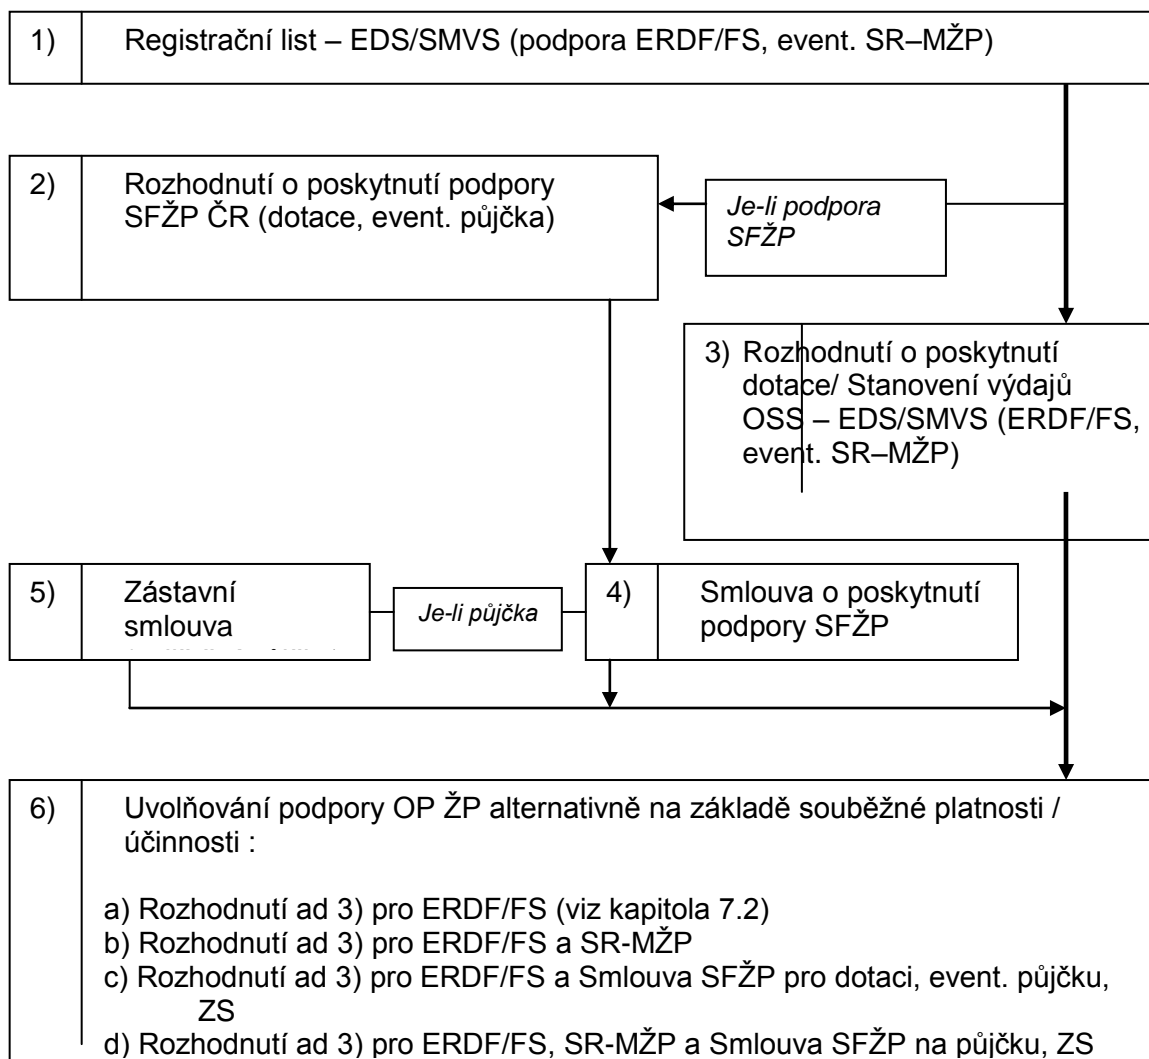 1) Registrační list – EDS/SMVS (podpora ERDF/FS, event. SR–MŽP)
2) Rozhodnutí o poskytnutí podpory
SFŽP ČR (dotace, event. půjčka)
Je-li podpora
SFŽP
3) Rozhodnutí o poskytnutí
dotace/ Stanovení výdajů
OSS – EDS/SMVS (ERDF/FS,
event. SR–MŽP)
5) Zástavní
smlouva
Je-li půjčka
4) Smlouva o poskytnutí
podpory SFŽP
6) Uvolňování podpory OP ŽP alternativně na základě souběžné platnosti /
účinnosti :
a) Rozhodnutí ad 3) pro ERDF/FS (viz kapitola 7.2)
b) Rozhodnutí ad 3) pro ERDF/FS a SR-MŽP
c) Rozhodnutí ad 3) pro ERDF/FS a Smlouva SFŽP pro dotaci, event. půjčku,
ZS
d) Rozhodnutí ad 3) pro ERDF/FS, SR-MŽP a Smlouva SFŽP na půjčku, ZS